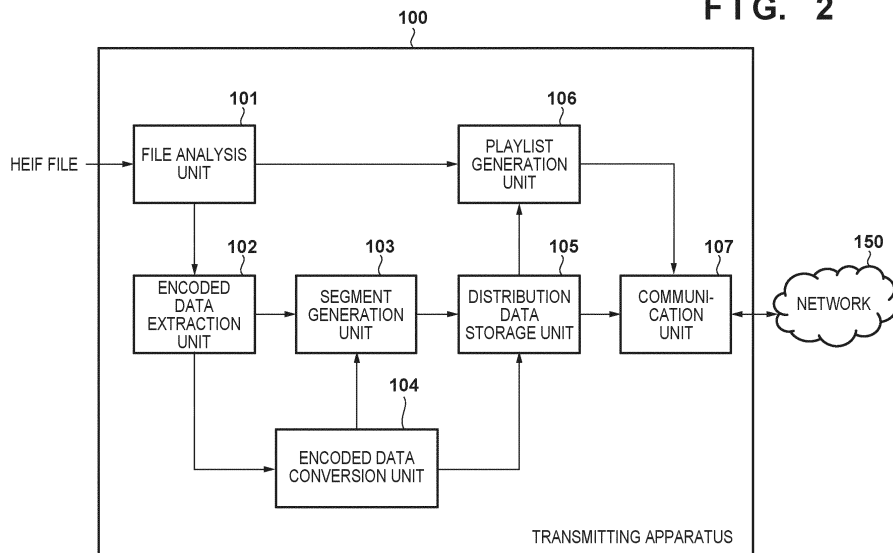 FIG. 2
100
101
106
HEIF FILE
FILE ANALYSIS
UNIT
PLAYLIST
GENERATION
UNIT
102
103
105
107
150
ENCODED
DATA
EXTRACTION
UNIT
SEGMENT
GENERATION
UNIT
DISTRIBUTION
DATA
STORAGE UNIT
COMMUNI-
CATION
UNIT
NETWORK
104
ENCODED DATA
CONVERSION UNIT
TRANSMITTING APPARATUS